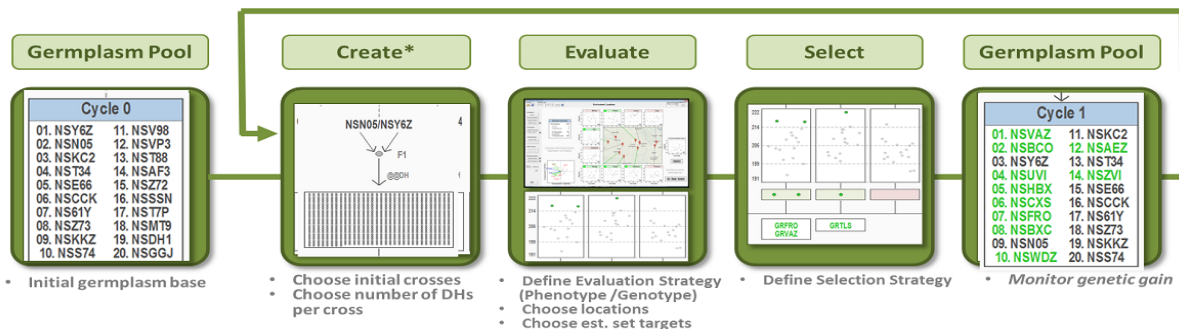 Germplasm Pool
Create*
Evaluate
Select
Germplasm Pool
Cycle 0
01. NSY6Z 11. NSV98
02. NSN05 12. NSVP3
03. NSKC2 13. NST88
04. NST34 14. NSAF3
05. NSE66 15. NSZ72
06. NSCCK 16. NSSSN
07. NS61Y 17. NST7P
08. NSZ73 18. NSMT9
09. NSKKZ 19. NSDH1
10. NSS74 20. NSGGJ
NSN05/NSY6Z
4
F1
@@DH
222
214
206
199
191
GRFRO
GRVAZ
GRTLS
Cycle 1
01. NSVAZ 11. NSKC2
02. NSBCO 12. NSAEZ
03. NSY6Z 13. NST34
04. NSUVI 14. NSZVI
05. NSHBX 15. NSE66
06. NSCXS 16. NSCCK
07. NSFRO 17. NS61Y
08. NSBXC 18. NSZ73
09. NSN05 19. NSKKZ
10. NSWDZ 20. NSS74
• Initial germplasm base
• Choose initial crosses
• Choose number of DHs
per cross
• Define Evaluation Strategy
(Phenotype /Genotype)
• Choose locations
• Choose est. set targets
• Define Selection Strategy
• Monitor genetic gain